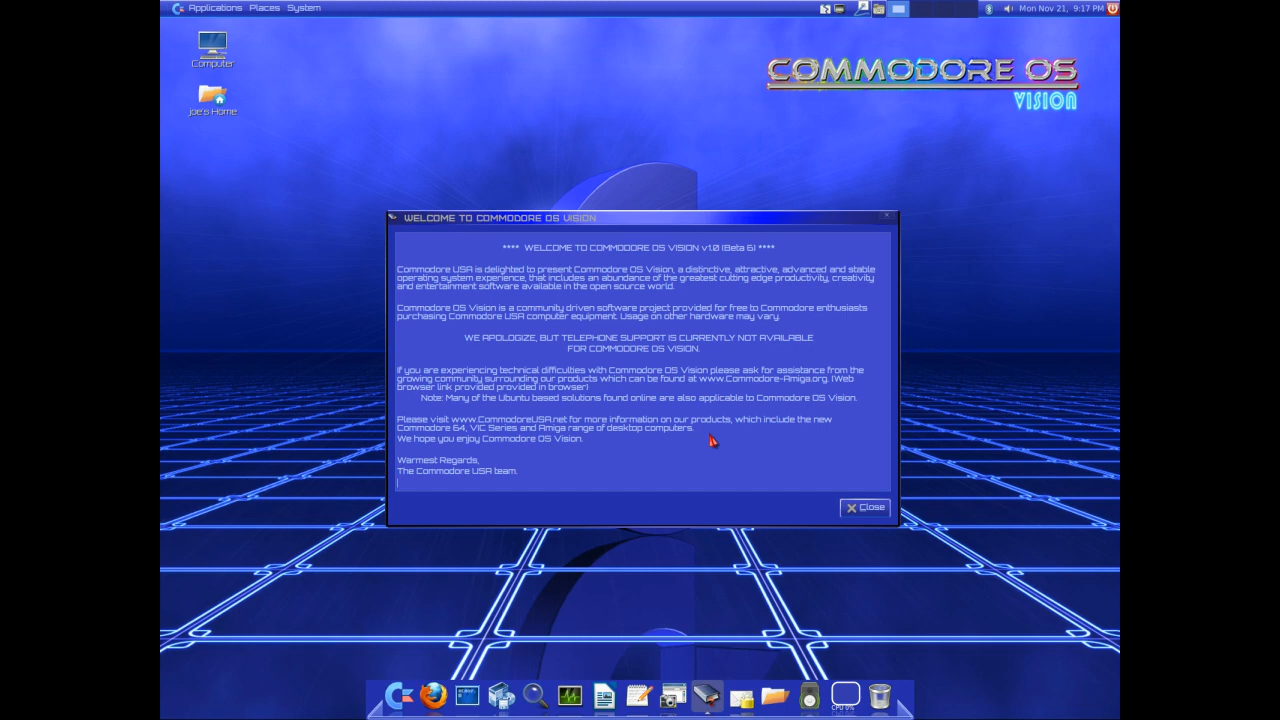 Applications Places System
Mon Nov 21, 9:17 PM
Computer
joe's Home
COMMODORE OS
VISION
WELCOME TO COMMODORE OS VISION
**** WELCOME TO COMMODORE OS VISION v1.0 (Beta 6) ****
Commodore USA is delighted to present Commodore OS Vision, a distinctive, attractive, advanced and stable
operating system experience, that includes an abundance of the greatest cutting edge productivity, creativity
and entertainment software available in the open source world.
Commodore OS Vision is a community driven software project provided for free to Commodore enthusiasts
purchasing Commodore USA computer equipment. Usage on other hardware may vary.
WE APOLOGIZE, BUT TELEPHONE SUPPORT IS CURRENTLY NOT AVAILABLE
FOR COMMODORE OS VISION.
If you are experiencing technical difficulties with Commodore OS Vision please ask for assistance from the
growing community surrounding our products which can be found at www.Commodore-Amiga.org. (Web
browser link provided provided in browser)
Note: Many of the Ubuntu based solutions found online are also applicable to Commodore OS Vision.
Please visit www.CommodoreUSA.net for more information on our products, which include the new
Commodore 64, VIC Series and Amiga range of desktop computers.
We hope you enjoy Commodore OS Vision.
Warmest Regards,
The Commodore USA team.
Close
CPU 0%